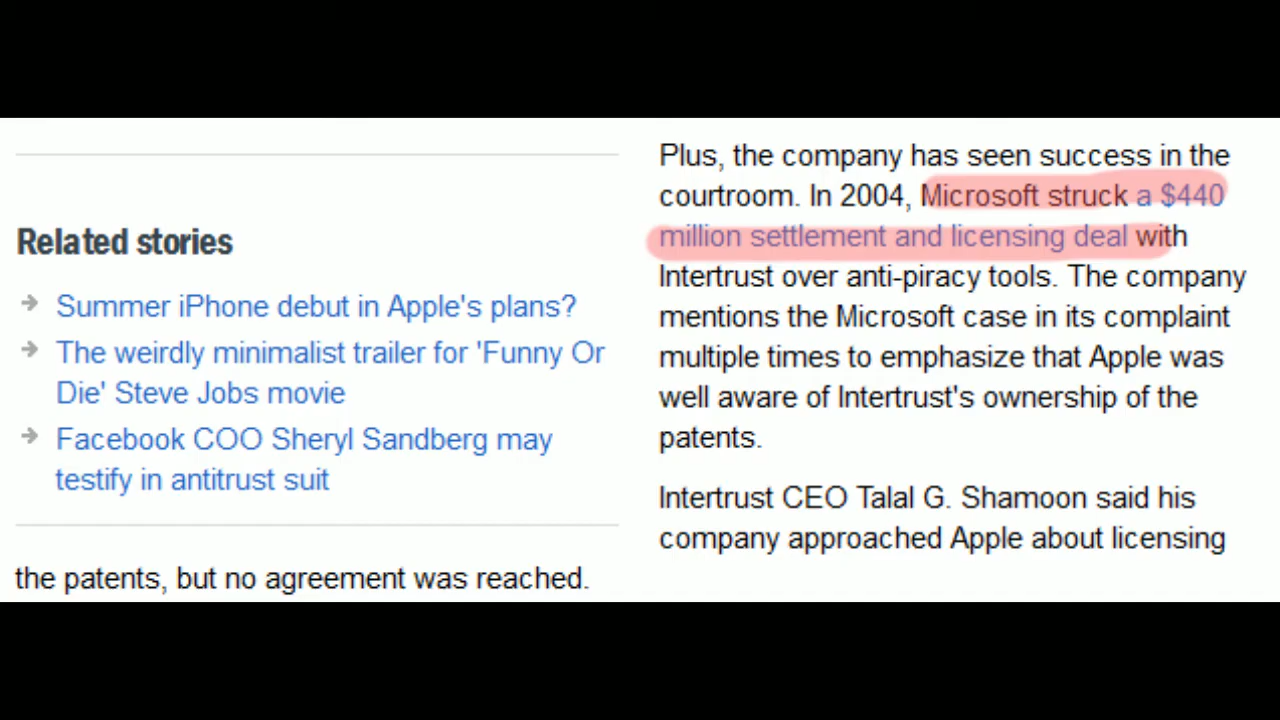 Related stories
Summer iPhone debut in Apple's plans?
The weirdly minimalist trailer for 'Funny Or
Die' Steve Jobs movie
Facebook COO Sheryl Sandberg may
testify in antitrust suit
Plus, the company has seen success in the
courtroom. In 2004, Microsoft struck a $440
million settlement and licensing deal with
Intertrust over anti-piracy tools. The company
mentions the Microsoft case in its complaint
multiple times to emphasize that Apple was
well aware of Intertrust's ownership of the
patents.
Intertrust CEO Talal G. Shamoon said his
company approached Apple about licensing
the patents, but no agreement was reached.